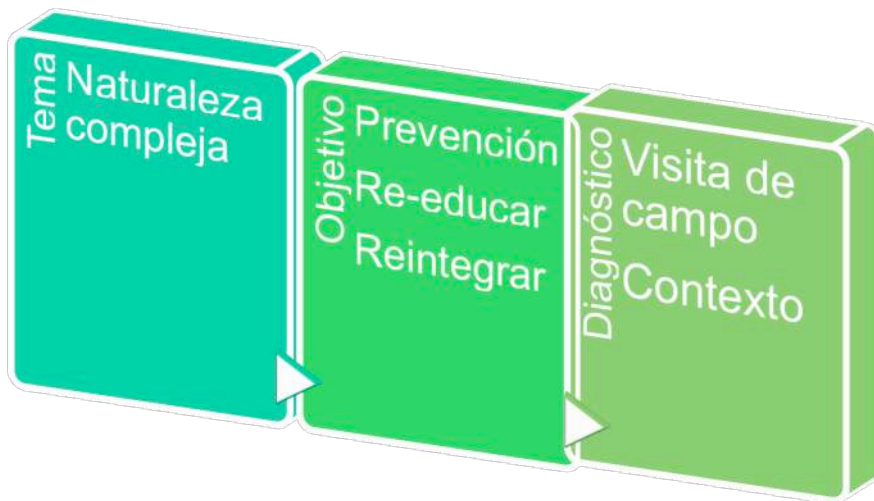 Tema
Naturaleza
compleja
Objetivo
Prevención
Re-educar
Reintegrar
Diagnóstico
Visita de
campo
Contexto